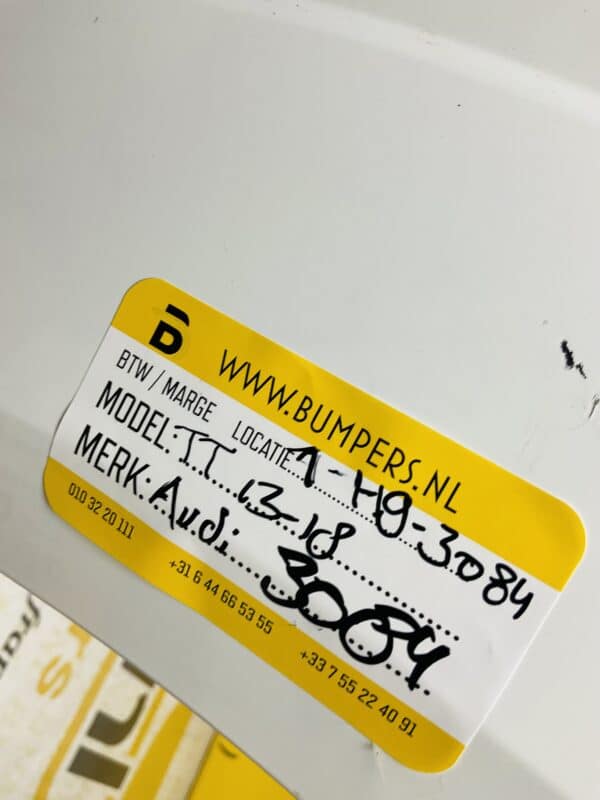 WWW.BUMPERS.NL
BTW / MARGE LOCATIE: 1-H9-3084
MODEL: TT 13-18
MERK: Audi 3084
010 32 20 111
+31 6 44 66 53 55
+33 7 55 22 40 91